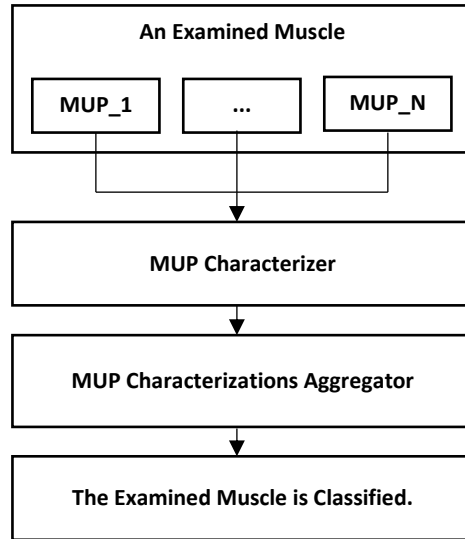 An Examined Muscle
MUP_1
...
MUP_N
MUP Characterizer
MUP Characterizations Aggregator
The Examined Muscle is Classified.